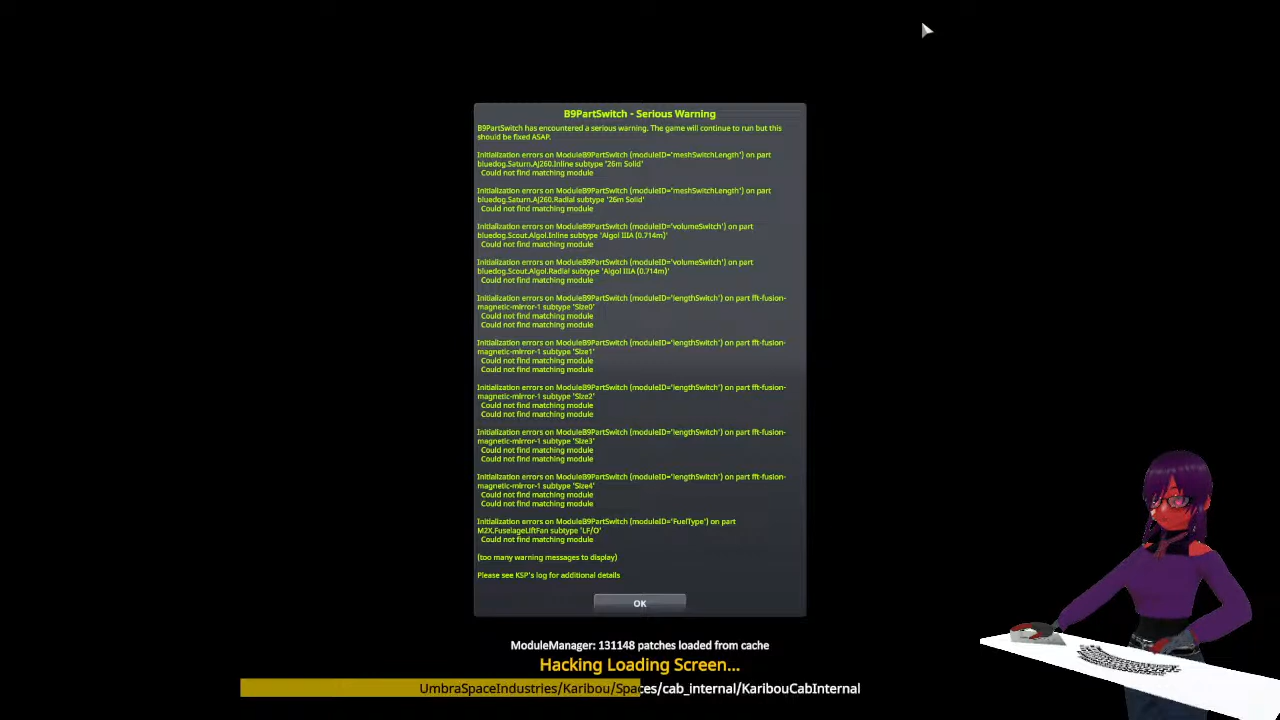 B9PartSwitch - Serious Warning
B9PartSwitch has encountered a serious warning. The game will continue to run but this
should be fixed ASAP.
Initialization errors on ModuleB9PartSwitch (moduleID='meshSwitchLength') on part
bluedog.Saturn.AJ260.Inline subtype '26m Solid'
Could not find matching module
Initialization errors on ModuleB9PartSwitch (moduleID='meshSwitchLength') on part
bluedog.Saturn.AJ260.Radial subtype '26m Solid'
Could not find matching module
Initialization errors on ModuleB9PartSwitch (moduleID='volumeSwitch') on part
bluedog.Scout.Algol.Inline subtype 'Algol IIIA (0.714m)'
Could not find matching module
Initialization errors on ModuleB9PartSwitch (moduleID='volumeSwitch') on part
bluedog.Scout.Algol.Radial subtype 'Algol IIIA (0.714m)'
Could not find matching module
Initialization errors on ModuleB9PartSwitch (moduleID='lengthSwitch') on part fft-fusion-
magnetic-mirror-1 subtype 'Size0'
Could not find matching module
Could not find matching module
Initialization errors on ModuleB9PartSwitch (moduleID='lengthSwitch') on part fft-fusion-
magnetic-mirror-1 subtype 'Size1'
Could not find matching module
Could not find matching module
Initialization errors on ModuleB9PartSwitch (moduleID='lengthSwitch') on part fft-fusion-
magnetic-mirror-1 subtype 'Size2'
Could not find matching module
Could not find matching module
Initialization errors on ModuleB9PartSwitch (moduleID='lengthSwitch') on part fft-fusion-
magnetic-mirror-1 subtype 'Size3'
Could not find matching module
Could not find matching module
Initialization errors on ModuleB9PartSwitch (moduleID='lengthSwitch') on part fft-fusion-
magnetic-mirror-1 subtype 'Size4'
Could not find matching module
Could not find matching module
Initialization errors on ModuleB9PartSwitch (moduleID='FuelType') on part
M2X.FuselageLiftFan subtype 'LF/O'
Could not find matching module
(too many warning messages to display)
Please see KSP's log for additional details
OK
ModuleManager: 131148 patches loaded from cache
Hacking Loading Screen...
UmbraSpaceIndustries/Karibou/Spaces/cab_internal/KaribouCabInternal